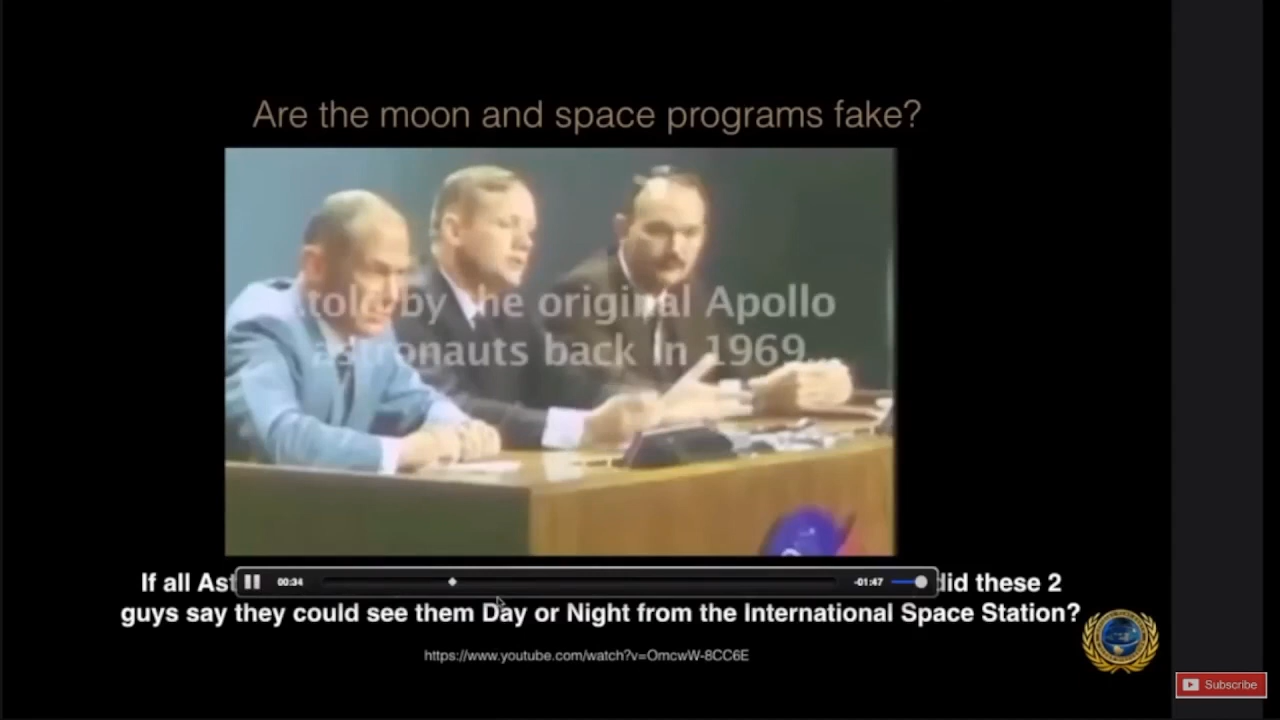 Are the moon and space programs fake?
told by the original Apollo
astronauts back in 1969
If all Ast
00:34
-01:47
did these 2
guys say they could see them Day or Night from the International Space Station?
https://www.youtube.com/watch?v=OmcwW-8CC6E
Subscribe